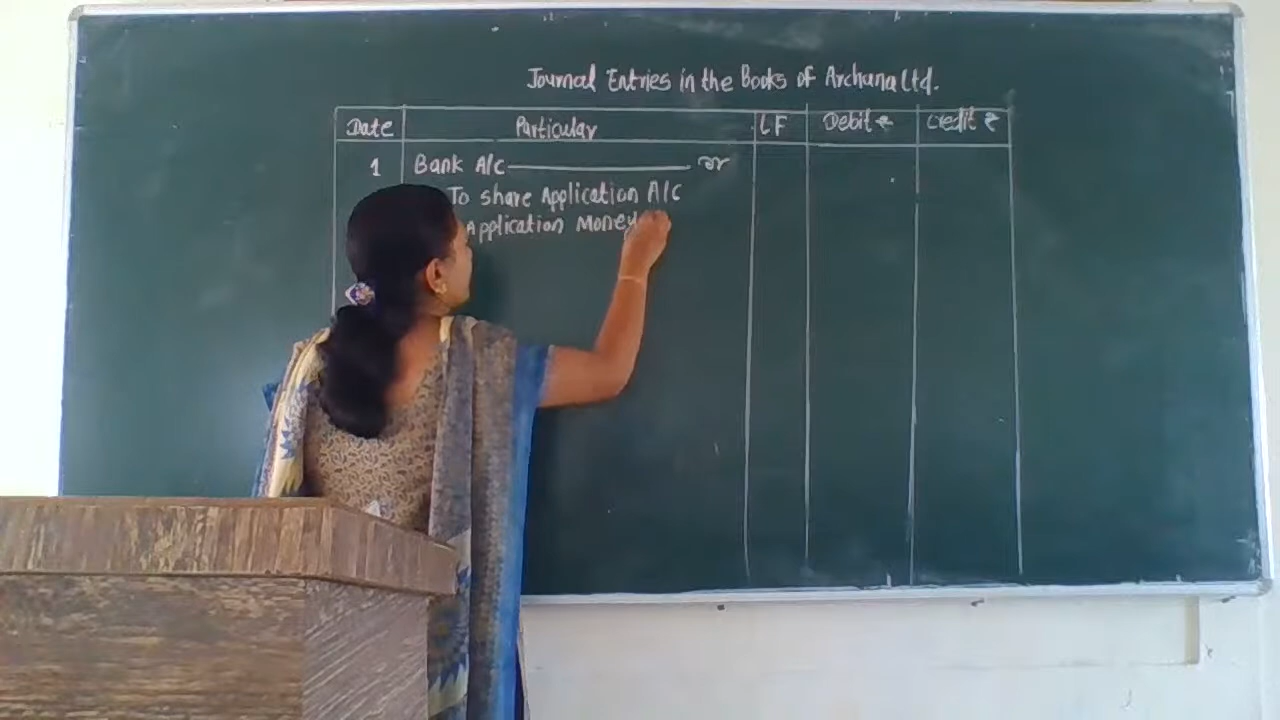 Journal Entries in the Books of Archana Ltd.
Date Particular LF Debit ₹ Credit ₹
1 Bank A/c Dr
To share Application A/c
Application Money